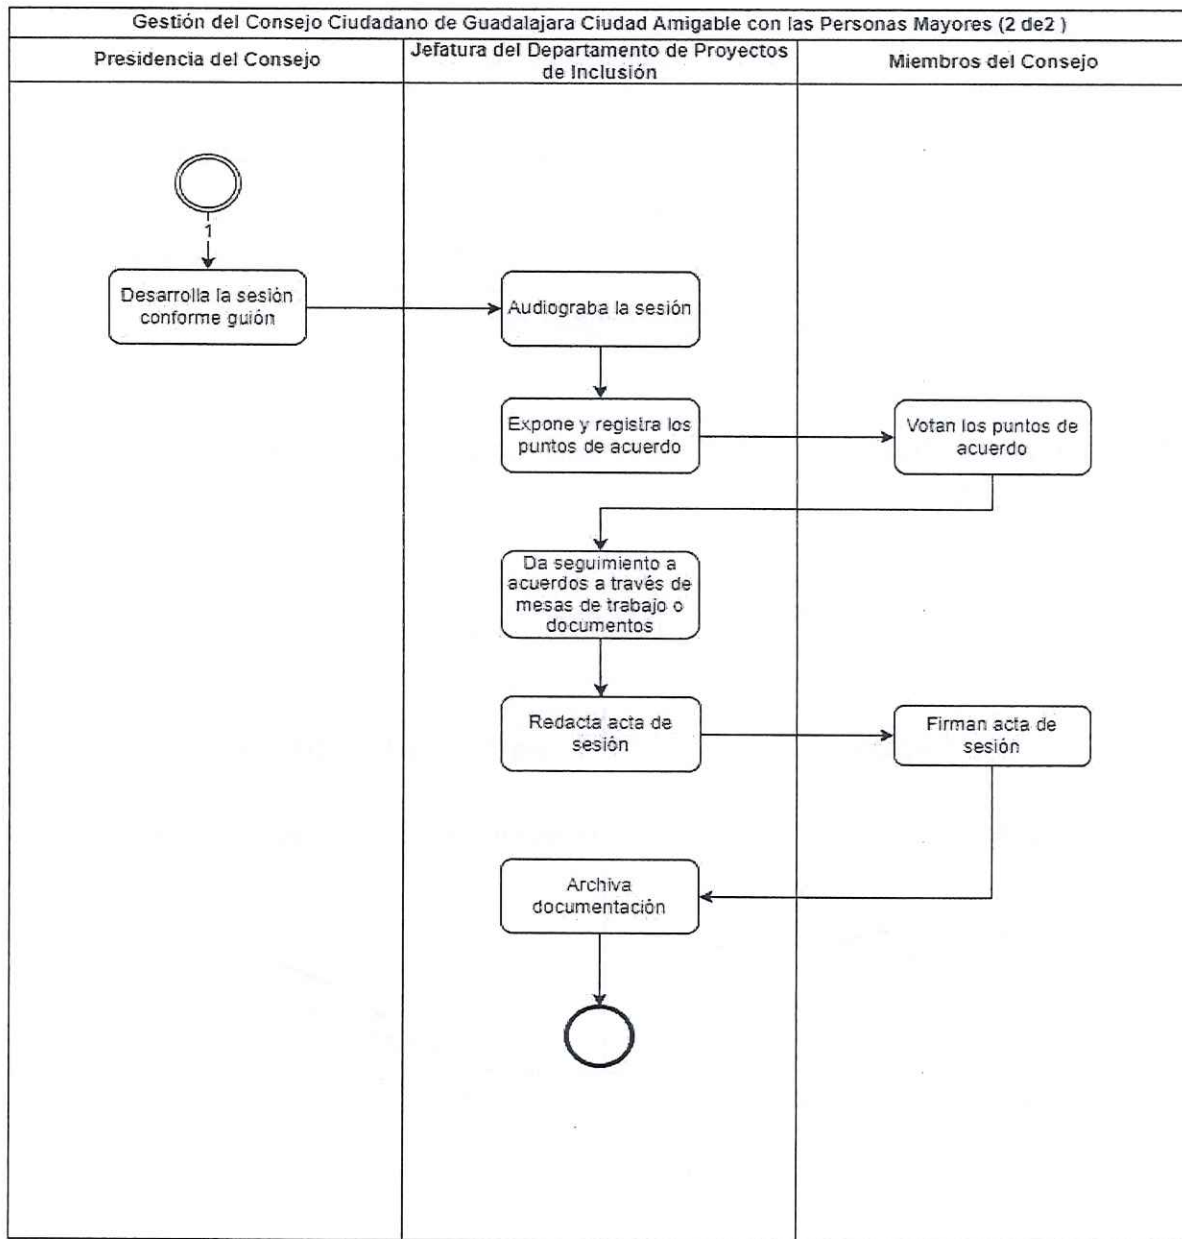 Gestión del Consejo Ciudadano de Guadalajara Ciudad Amigable con las Personas Mayores (2 de2 )
Presidencia del Consejo
Jefatura del Departamento de Proyectos
de Inclusión
Miembros del Consejo
1
Desarrolla la sesión
conforme guión
Audiograba la sesión
Expone y registra los
puntos de acuerdo
Votan los puntos de
acuerdo
Da seguimiento a
acuerdos a través de
mesas de trabajo o
documentos
Redacta acta de
sesión
Firman acta de
sesión
Archiva
documentación